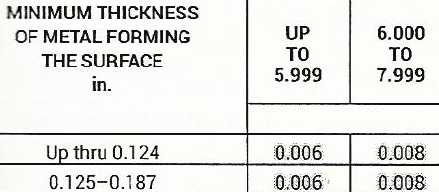 MINIMUM THICKNESS
OF METAL FORMING
THE SURFACE
in.
UP
TO
5.999
6.000
TO
7.999
Up thru 0.124 0.006 0.008
0.125–0.187 0.006 0.008